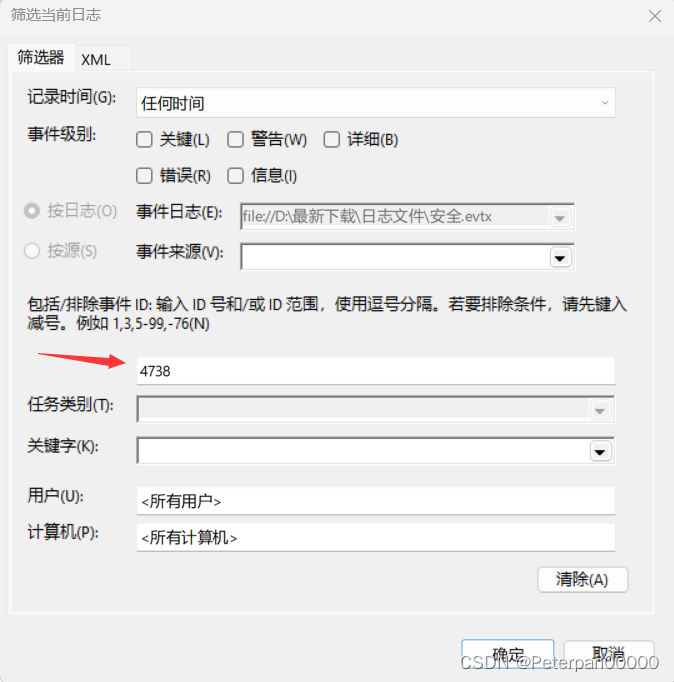 筛选当前日志
筛选器 XML
记录时间(G): 任何时间
事件级别: 关键(L) 警告(W) 详细(B)
错误(R) 信息(I)
按日志(O) 事件日志(E): file://D:\最新下载\日志文件\安全.evtx
按源(S) 事件来源(V):
包括/排除事件 ID: 输入 ID 号和/或 ID 范围，使用逗号分隔。若要排除条件，请先键入
减号。例如 1,3,5-99,-76(N)
4738
任务类别(T):
关键字(K):
用户(U): <所有用户>
计算机(P): <所有计算机>
清除(A)
确定 取消
CSDN @Peterpan00000